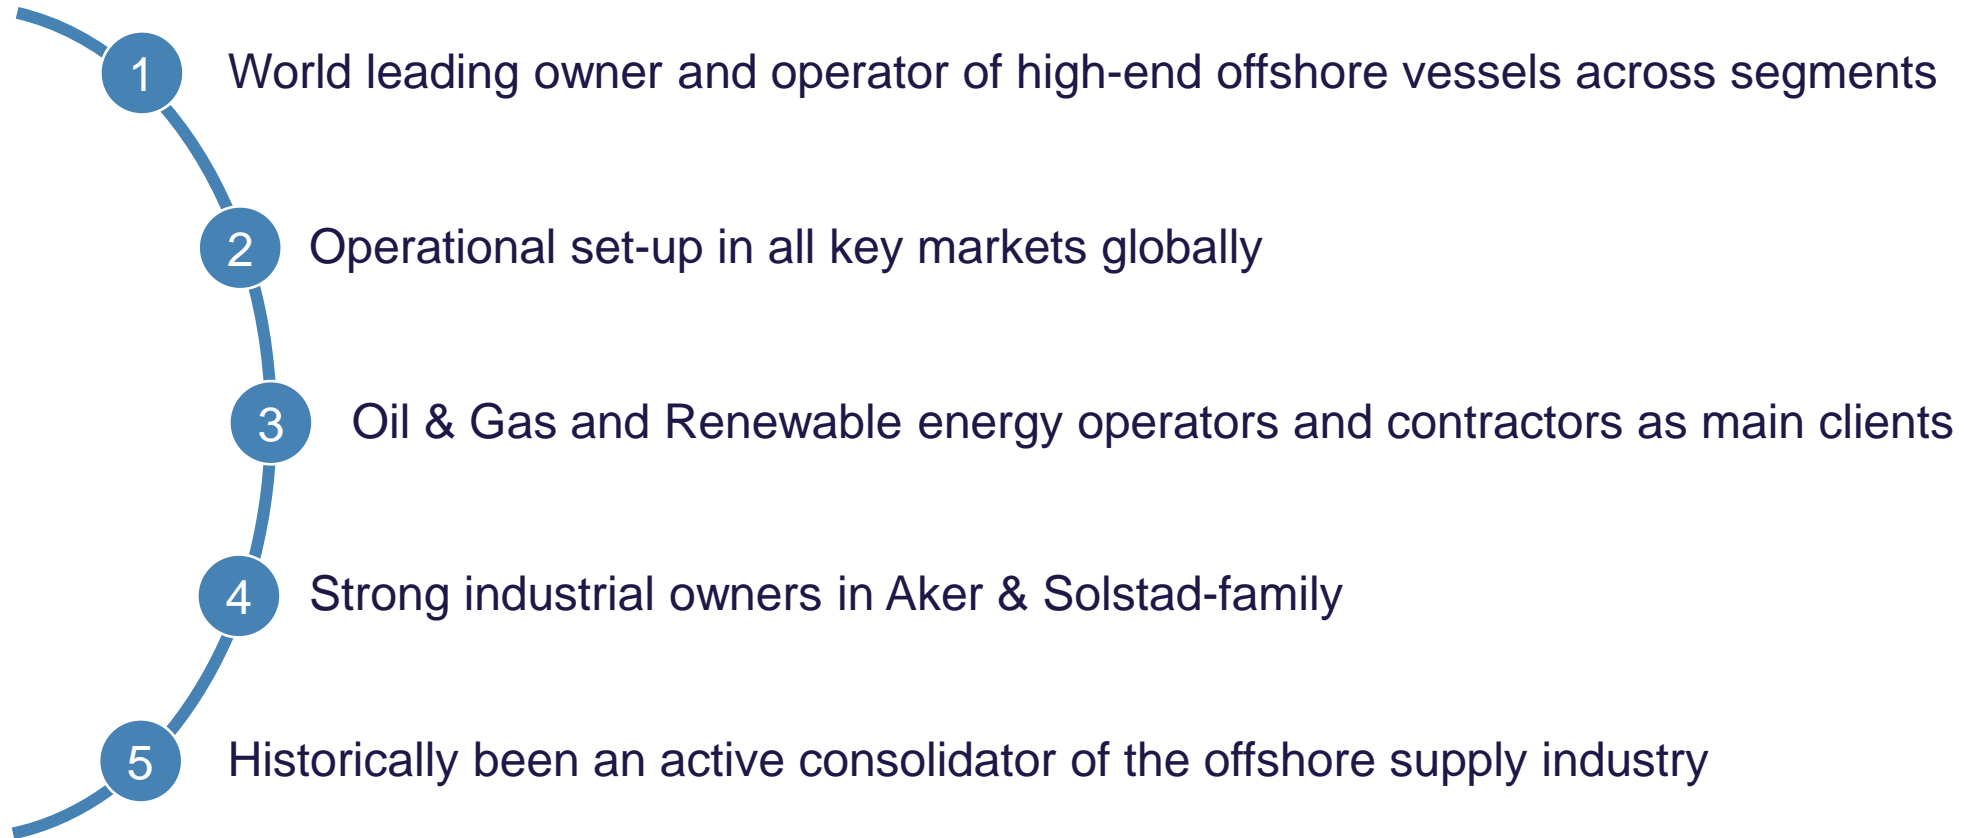 1 World leading owner and operator of high-end offshore vessels across segments
2 Operational set-up in all key markets globally
3 Oil & Gas and Renewable energy operators and contractors as main clients
4 Strong industrial owners in Aker & Solstad-family
5 Historically been an active consolidator of the offshore supply industry